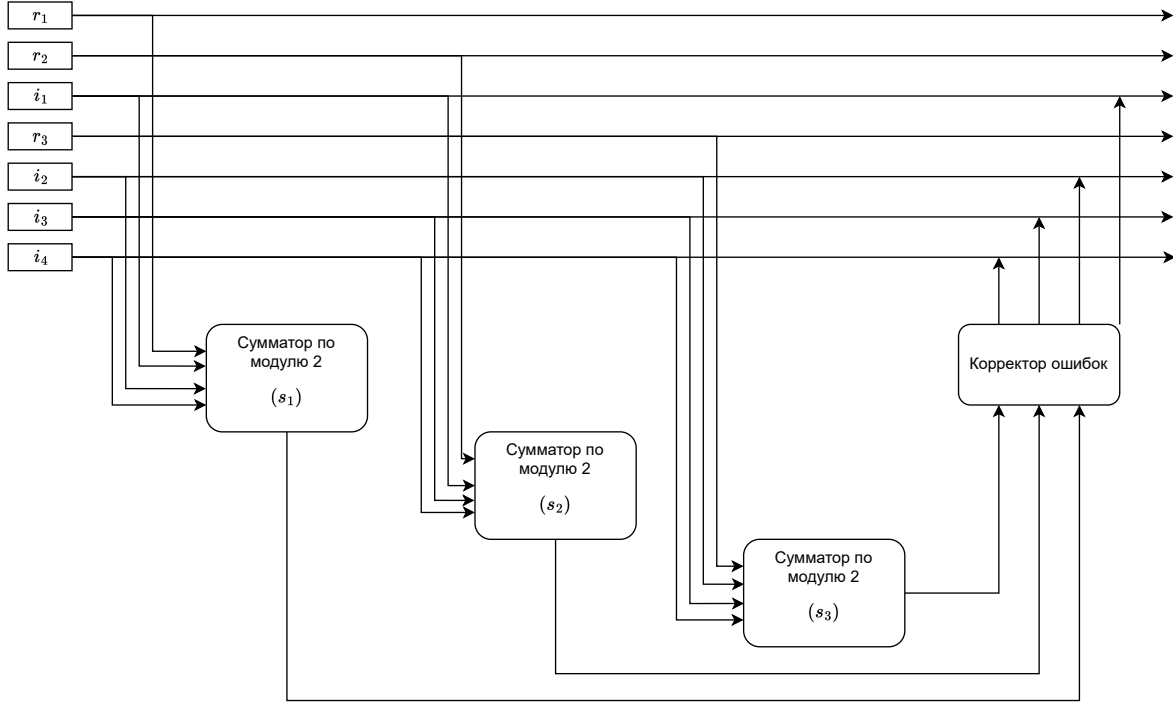 r₁
r₂
i₁
r₃
i₂
i₃
i₄
Сумматор по
модулю 2
(s₁)
Сумматор по
модулю 2
(s₂)
Сумматор по
модулю 2
(s₃)
Корректор ошибок